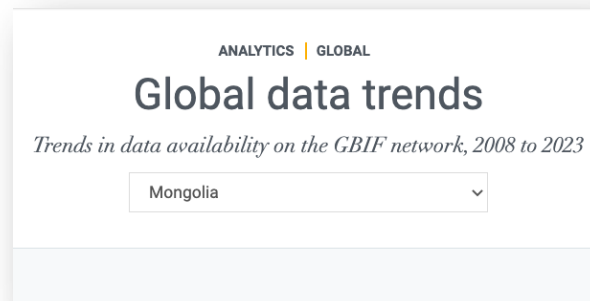 ANALYTICS | GLOBAL
Global data trends
Trends in data availability on the GBIF network, 2008 to 2023
Mongolia